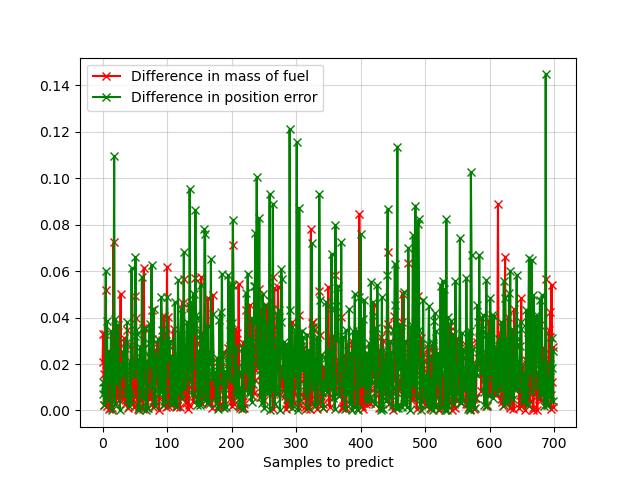 Difference in mass of fuel
Difference in position error
0.14
0.12
0.10
0.08
0.06
0.04
0.02
0.00
0 100 200 300 400 500 600 700
Samples to predict